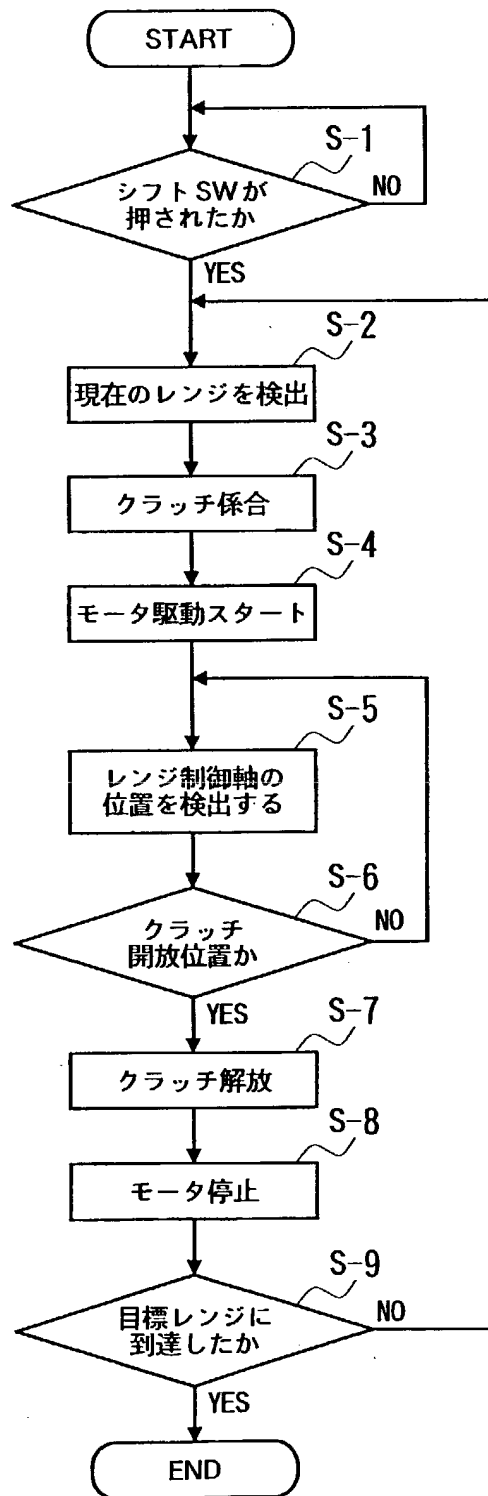 START
S-1
シフトSWが
押されたか
NO
YES
S-2
現在のレンジを検出
S-3
クラッチ係合
S-4
モータ駆動スタート
S-5
レンジ制御軸の
位置を検出する
S-6
クラッチ
開放位置か
NO
YES
S-7
クラッチ解放
S-8
モータ停止
S-9
目標レンジに
到達したか
NO
YES
END